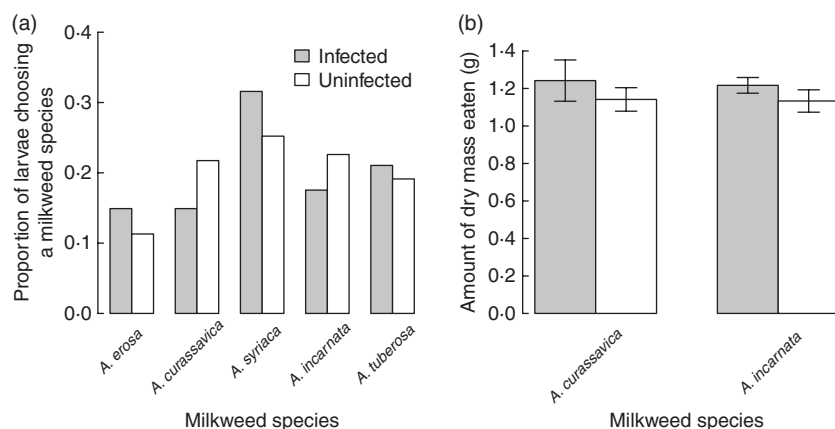 (a)
Proportion of larvae choosing
a milkweed species
0·4
0·3
0·2
0·1
0·0
Infected
Uninfected
A. erosa
A. curassavica
A. syriaca
A. incarnata
A. tuberosa
Milkweed species
(b)
Amount of dry mass eaten (g)
1·4
1·2
1·0
0·8
0·6
0·4
0·2
0·0
A. curassavica
A. incarnata
Milkweed species